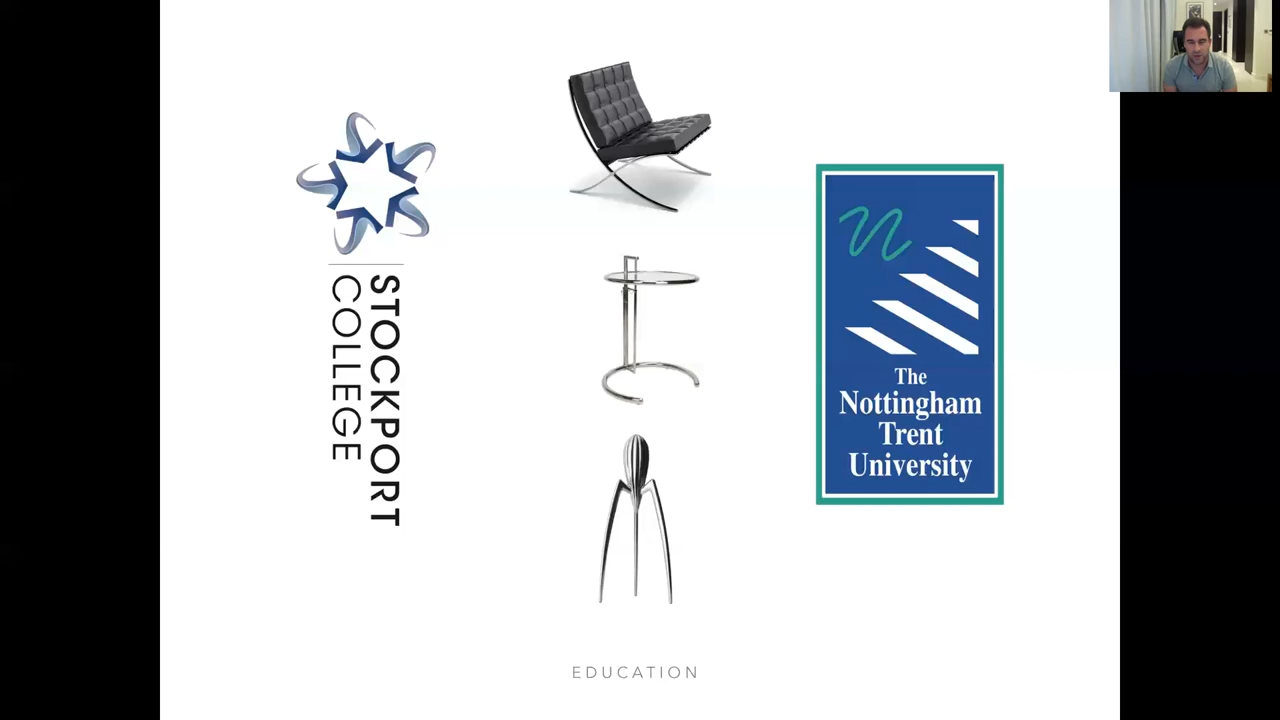 STOCKPORT
COLLEGE
The
Nottingham
Trent
University
EDUCATION